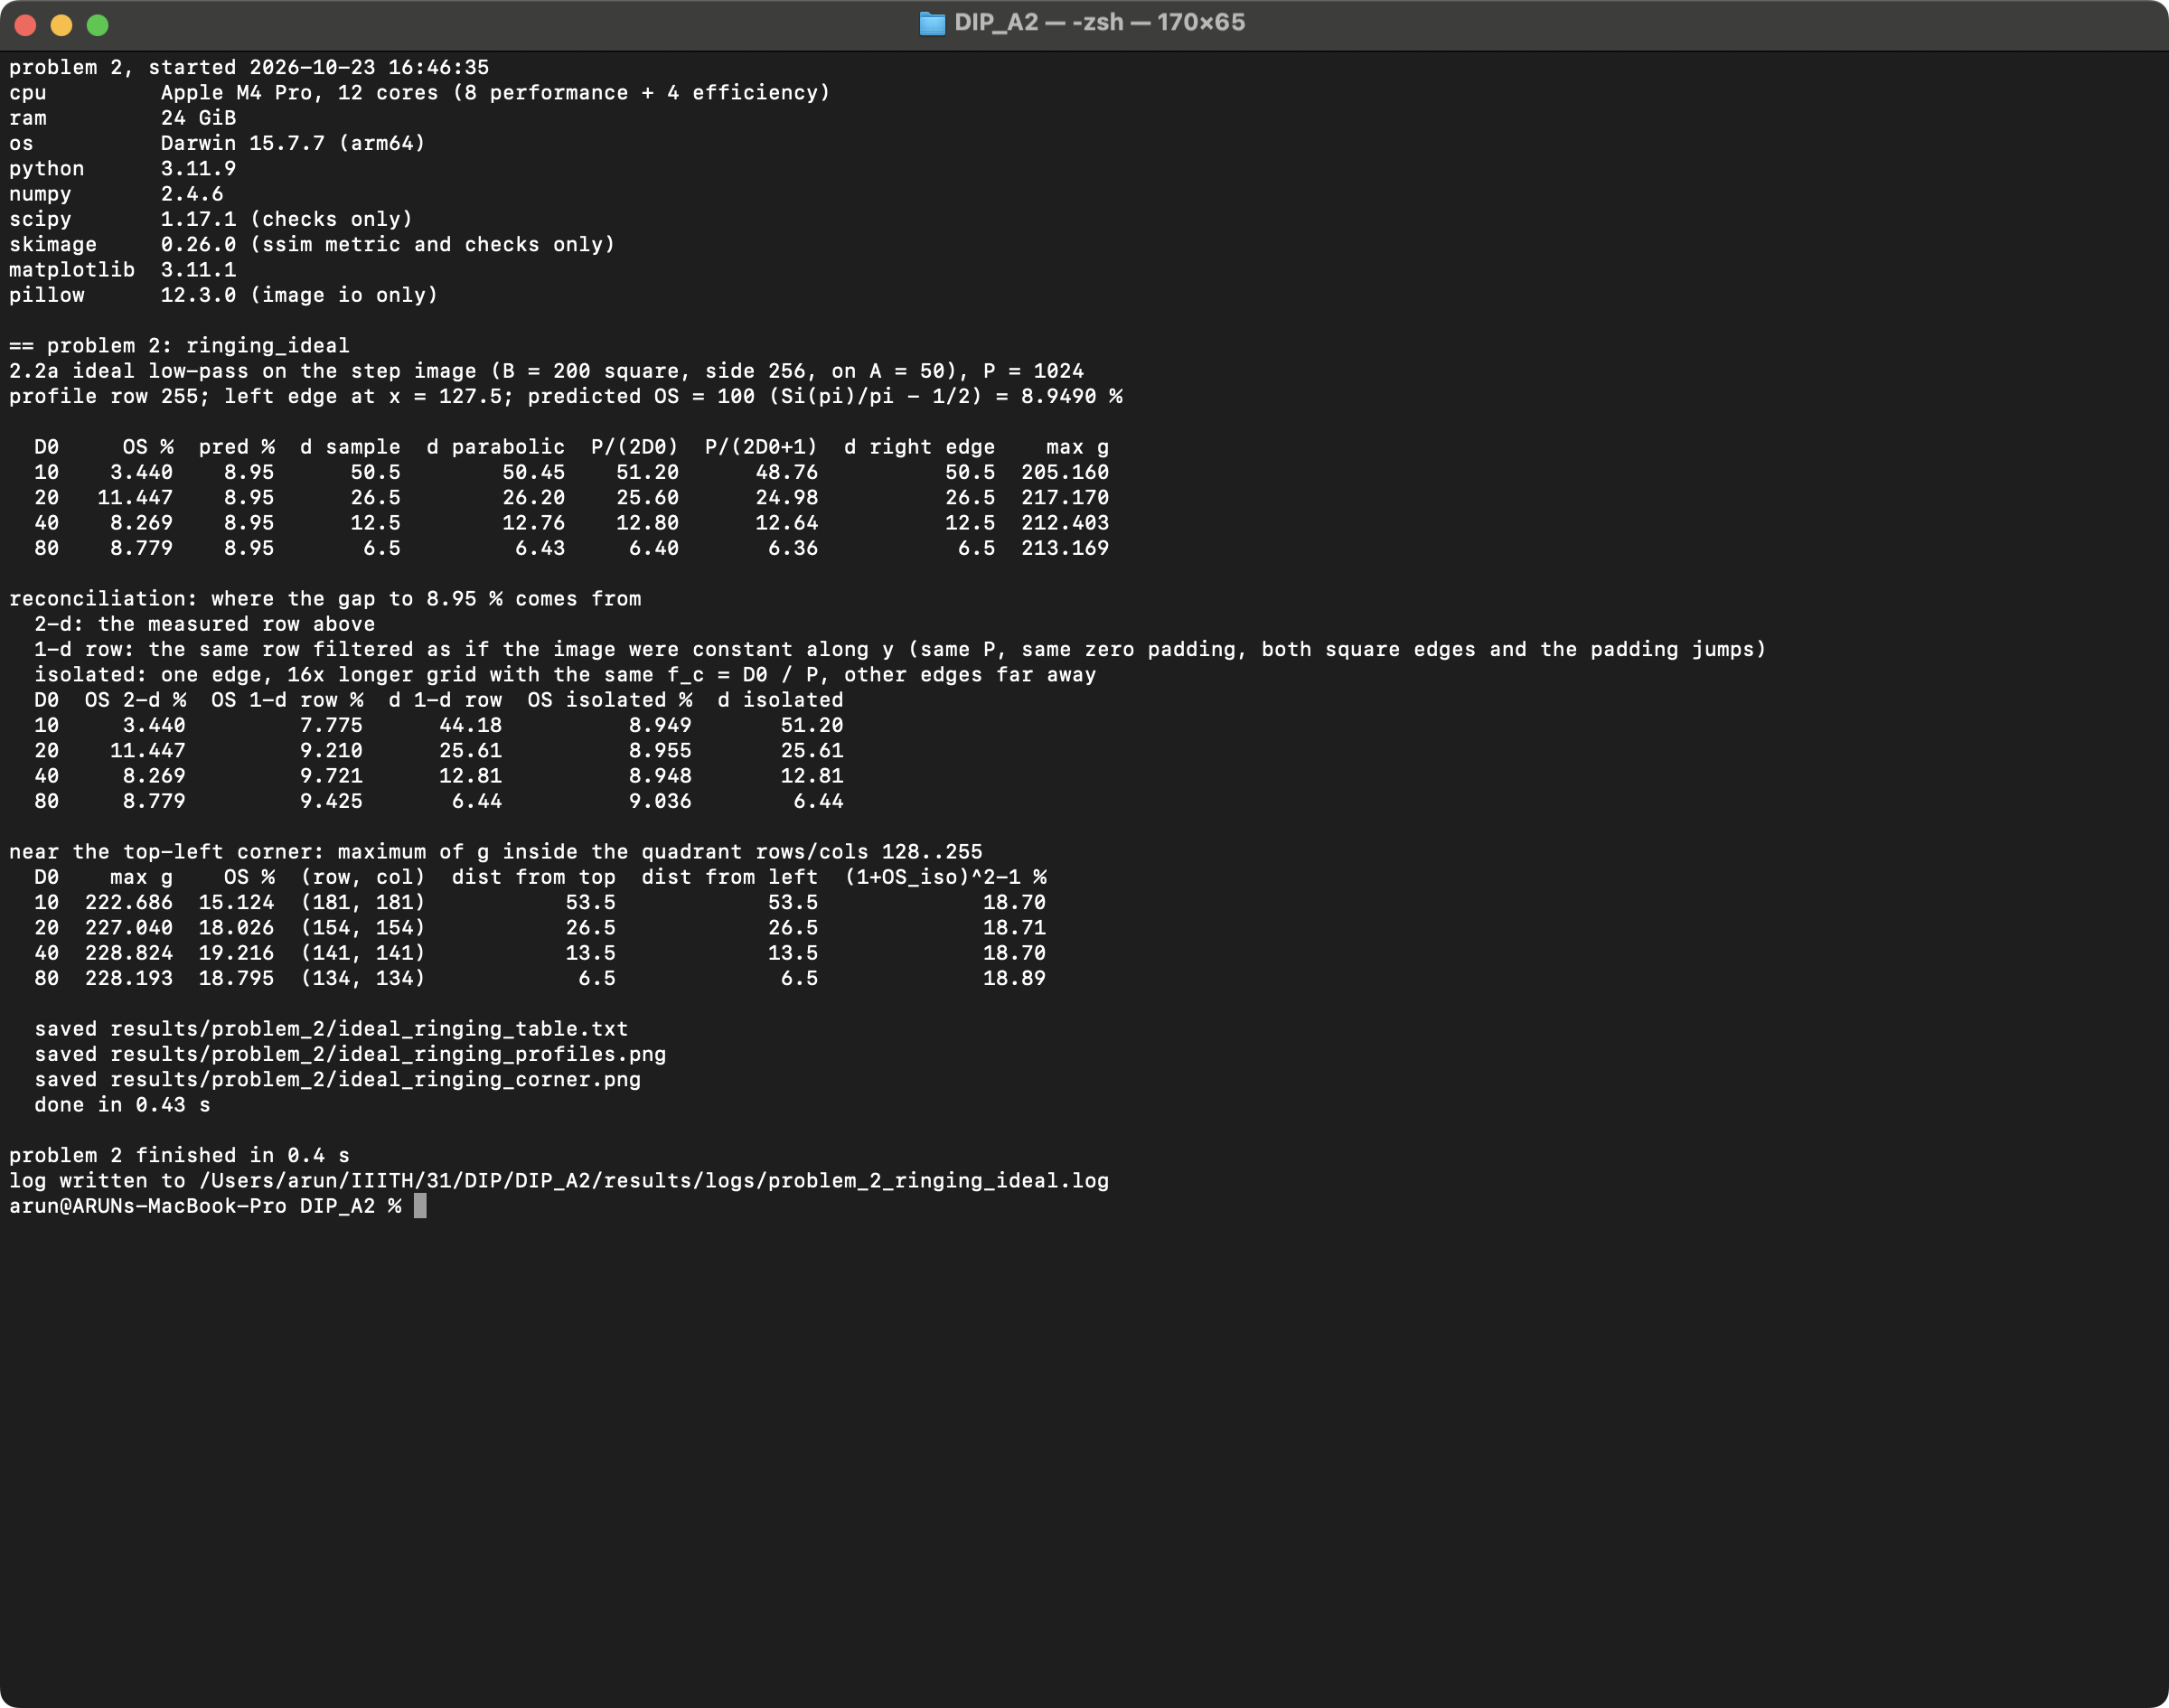 DIP_A2 — -zsh — 170×65
problem 2, started 2026-10-23 16:46:35
cpu         Apple M4 Pro, 12 cores (8 performance + 4 efficiency)
ram         24 GiB
os          Darwin 15.7.7 (arm64)
python      3.11.9
numpy       2.4.6
scipy       1.17.1 (checks only)
skimage     0.26.0 (ssim metric and checks only)
matplotlib  3.11.1
pillow      12.3.0 (image io only)
== problem 2: ringing_ideal
2.2a ideal low-pass on the step image (B = 200 square, side 256, on A = 50), P = 1024
profile row 255; left edge at x = 127.5; predicted OS = 100 (Si(pi)/pi - 1/2) = 8.9490 %
  D0     OS %  pred %  d sample  d parabolic  P/(2D0)  P/(2D0+1)  d right edge    max g
  10    3.440    8.95      50.5        50.45    51.20      48.76          50.5  205.160
  20   11.447    8.95      26.5        26.20    25.60      24.98          26.5  217.170
  40    8.269    8.95      12.5        12.76    12.80      12.64          12.5  212.403
  80    8.779    8.95       6.5         6.43     6.40       6.36           6.5  213.169
reconciliation: where the gap to 8.95 % comes from
  2-d: the measured row above
  1-d row: the same row filtered as if the image were constant along y (same P, same zero padding, both square edges and the padding jumps)
  isolated: one edge, 16x longer grid with the same f_c = D0 / P, other edges far away
  D0  OS 2-d %  OS 1-d row %  d 1-d row  OS isolated %  d isolated
  10     3.440         7.775      44.18          8.949       51.20
  20    11.447         9.210      25.61          8.955       25.61
  40     8.269         9.721      12.81          8.948       12.81
  80     8.779         9.425       6.44          9.036        6.44
near the top-left corner: maximum of g inside the quadrant rows/cols 128..255
  D0    max g    OS %  (row, col)  dist from top  dist from left  (1+OS_iso)^2-1 %
  10  222.686  15.124  (181, 181)           53.5            53.5             18.70
  20  227.040  18.026  (154, 154)           26.5            26.5             18.71
  40  228.824  19.216  (141, 141)           13.5            13.5             18.70
  80  228.193  18.795  (134, 134)            6.5             6.5             18.89
  saved results/problem_2/ideal_ringing_table.txt
  saved results/problem_2/ideal_ringing_profiles.png
  saved results/problem_2/ideal_ringing_corner.png
  done in 0.43 s
problem 2 finished in 0.4 s
log written to /Users/arun/IIITH/31/DIP/DIP_A2/results/logs/problem_2_ringing_ideal.log
arun@ARUNs-MacBook-Pro DIP_A2 %